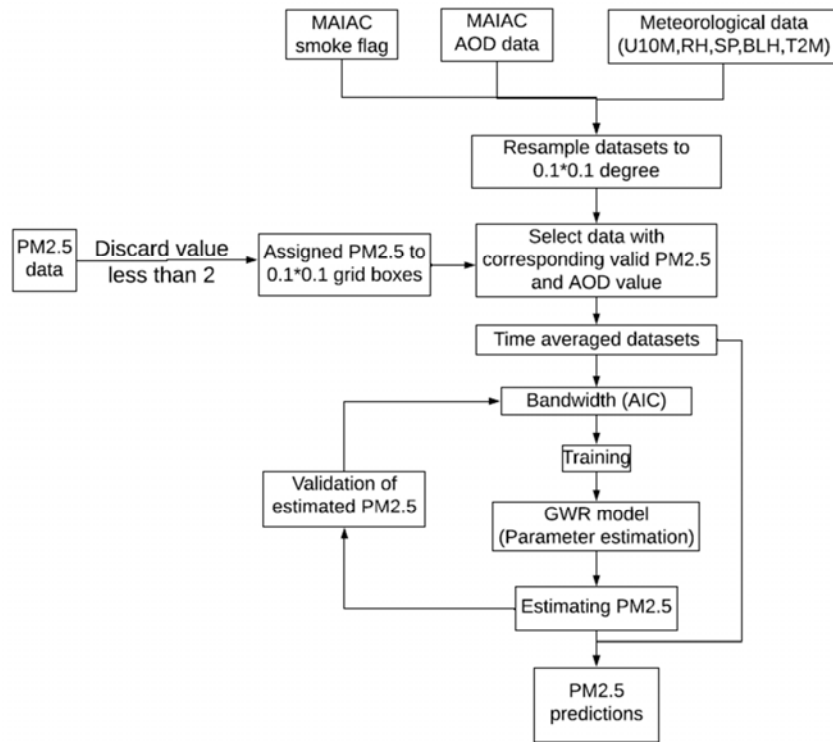 MAIAC
smoke flag
MAIAC
AOD data
Meteorological data
(U10M,RH,SP,BLH,T2M)
Resample datasets to
0.1*0.1 degree
PM2.5
data
Discard value
less than 2
Assigned PM2.5 to
0.1*0.1 grid boxes
Select data with
corresponding valid PM2.5
and AOD value
Time averaged datasets
Bandwidth (AIC)
Training
Validation of
estimated PM2.5
GWR model
(Parameter estimation)
Estimating PM2.5
PM2.5
predictions